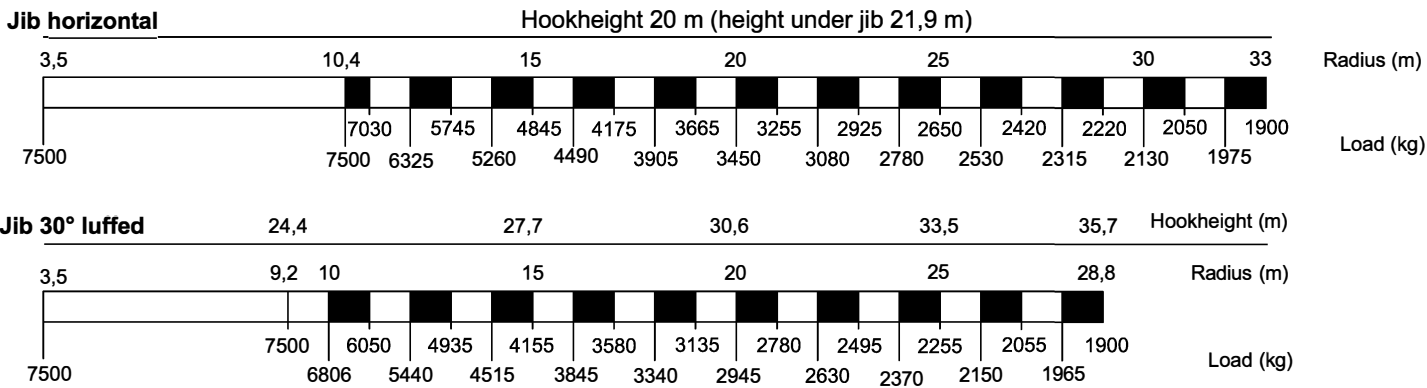 Jib horizontal Hookheight 20 m (height under jib 21,9 m)
3,5 10,4 15 20 25 30 33 Radius (m)
7030 5745 4845 4175 3665 3255 2925 2650 2420 2220 2050 1900
7500 7500 6325 5260 4490 3905 3450 3080 2780 2530 2315 2130 1975 Load (kg)
Jib 30° luffed 24,4 27,7 30,6 33,5 35,7 Hookheight (m)
3,5 9,2 10 15 20 25 28,8 Radius (m)
7500 6050 4935 4155 3580 3135 2780 2495 2255 2055 1900
7500 6806 5440 4515 3845 3340 2945 2630 2370 2150 1965 Load (kg)